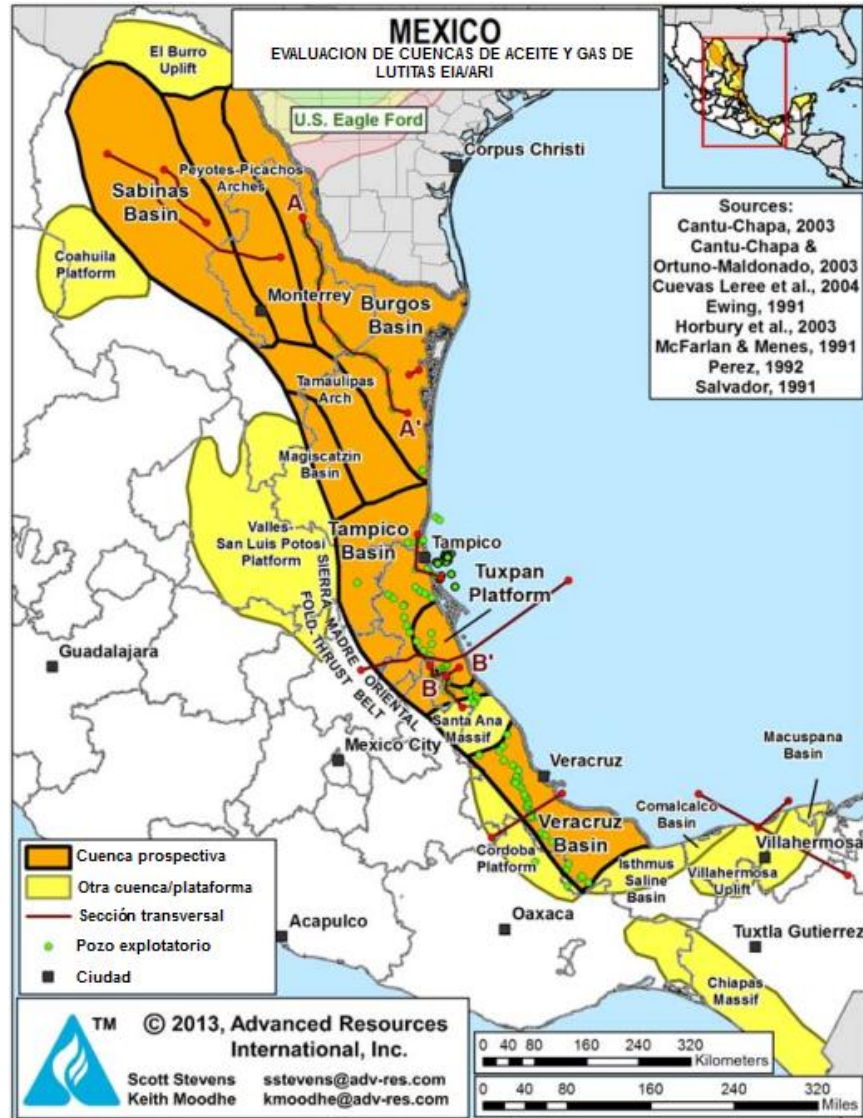 MEXICO
EVALUACION DE CUENCAS DE ACEITE Y GAS DE
LUTITAS EIA/ARI
El Burro
Uplift
U.S. Eagle Ford
Corpus Christi
Peyotes-Picachos
Arches
Sabinas
Basin
A
Coahuila
Platform
Monterrey
Burgos
Basin
Tamaulipas
Arch
A'
Magiscatzin
Basin
Sources:
Cantu-Chapa, 2003
Cantu-Chapa &
Ortuno-Maldonado, 2003
Cuevas Leree et al., 2004
Ewing, 1991
Horbury et al., 2003
McFarlan & Menes, 1991
Perez, 1992
Salvador, 1991
Valles-
San Luis Potosi
Platform
Tampico
Basin
Tampico
Tuxpan
Platform
SIERRA MADRE ORIENTAL
FOLD-THRUST BELT
Guadalajara
B
B'
Santa Ana
Massif
Mexico City
Veracruz
Macuspana
Basin
Veracruz
Basin
Comalcalco
Basin
Cordoba
Platform
Villahermosa
Isthmus
Saline
Basin
Villahermosa
Uplift
Oaxaca
Acapulco
Tuxtla Gutierrez
Chiapas
Massif
Cuenca prospectiva
Otra cuenca/plataforma
Sección transversal
Pozo explotatorio
Ciudad
TM
© 2013, Advanced Resources
International, Inc.
Scott Stevens sstevens@adv-res.com
Keith Moodhe kmoodhe@adv-res.com
0 40 80 160 240 320
Kilometers
0 40 80 160 240 320
Miles